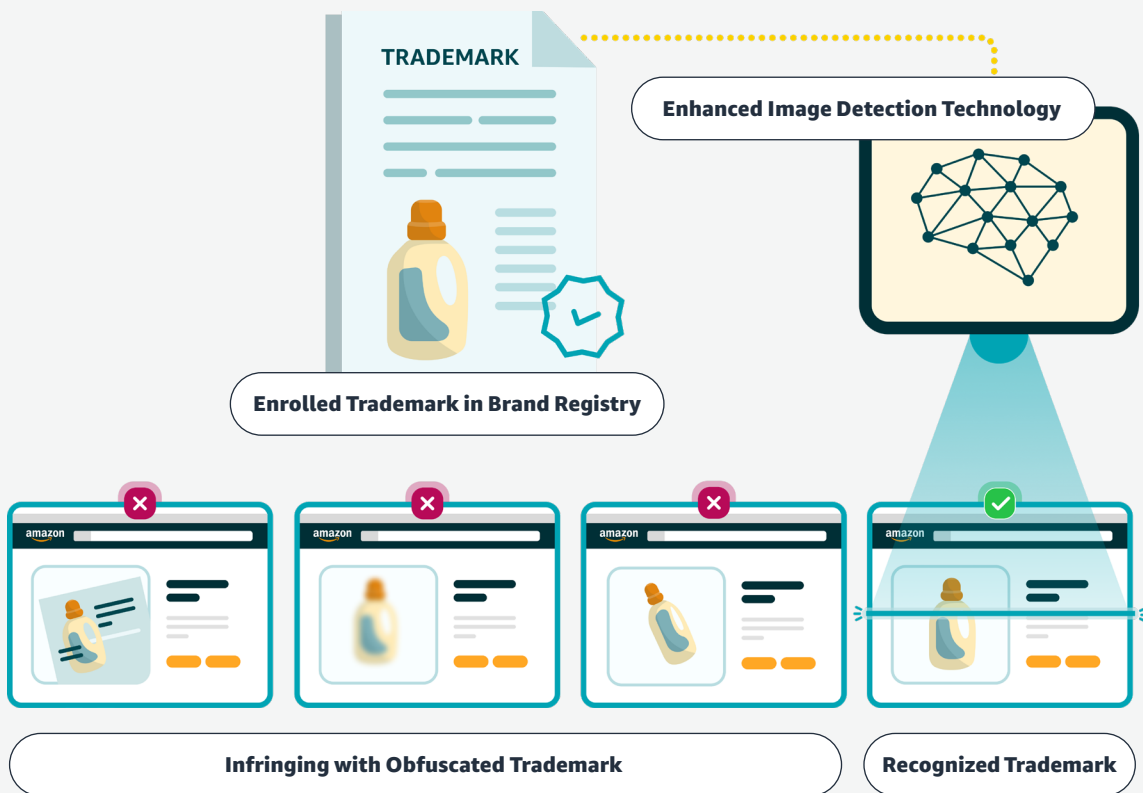 TRADEMARK
Enhanced Image Detection Technology
Enrolled Trademark in Brand Registry
amazon
amazon
amazon
amazon
Infringing with Obfuscated Trademark
Recognized Trademark